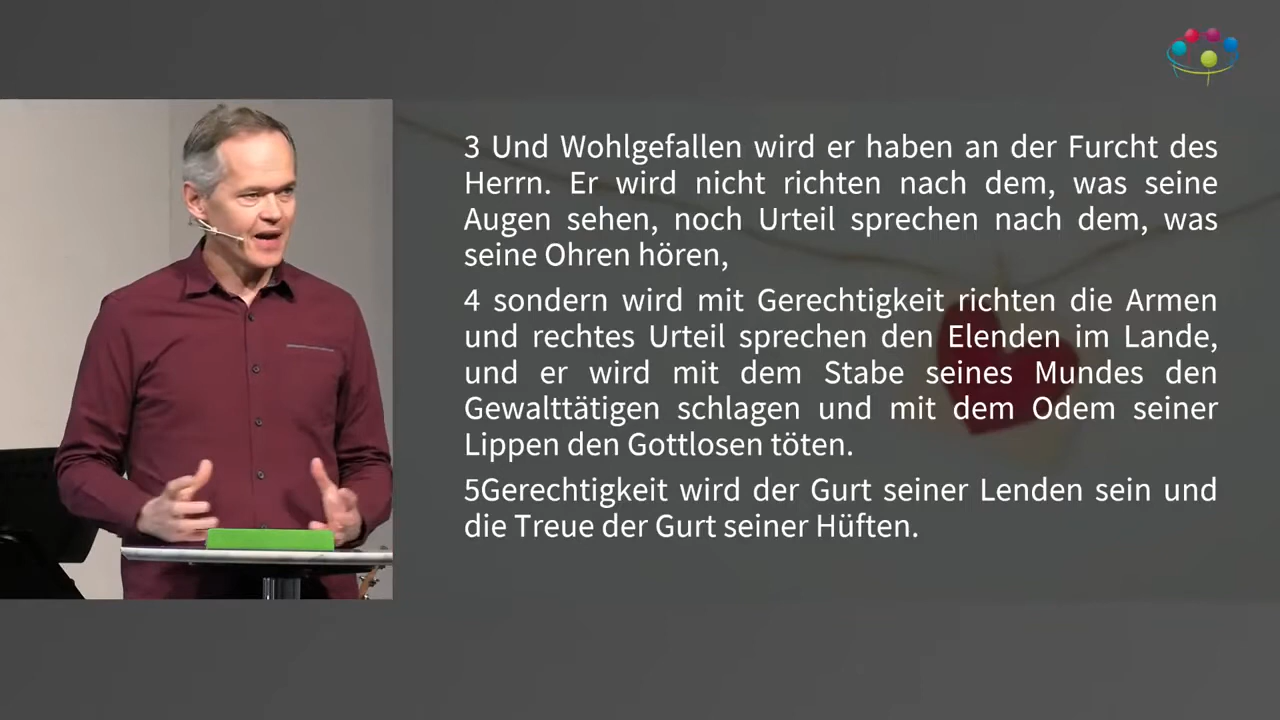 3 Und Wohlgefallen wird er haben an der Furcht des
Herrn. Er wird nicht richten nach dem, was seine
Augen sehen, noch Urteil sprechen nach dem, was
seine Ohren hören,
4 sondern wird mit Gerechtigkeit richten die Armen
und rechtes Urteil sprechen den Elenden im Lande,
und er wird mit dem Stabe seines Mundes den
Gewalttätigen schlagen und mit dem Odem seiner
Lippen den Gottlosen töten.
5Gerechtigkeit wird der Gurt seiner Lenden sein und
die Treue der Gurt seiner Hüften.